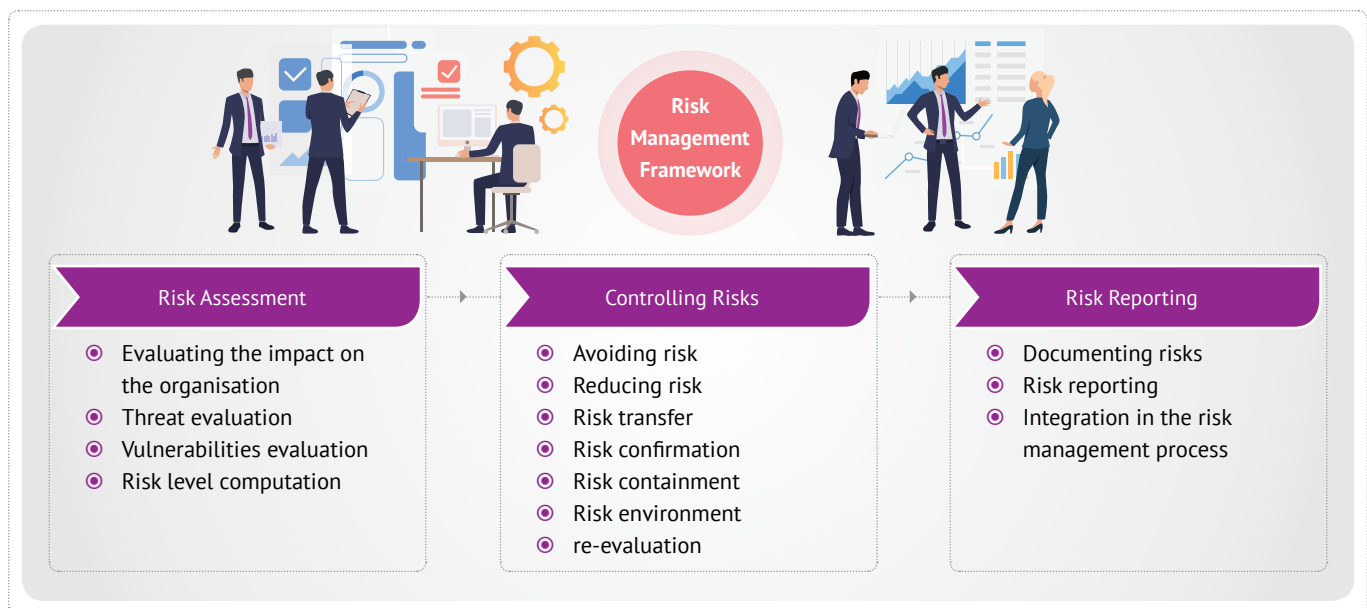 Risk
Management
Framework
Risk Assessment
Evaluating the impact on
the organisation
Threat evaluation
Vulnerabilities evaluation
Risk level computation
Controlling Risks
Avoiding risk
Reducing risk
Risk transfer
Risk confirmation
Risk containment
Risk environment
re-evaluation
Risk Reporting
Documenting risks
Risk reporting
Integration in the risk
management process